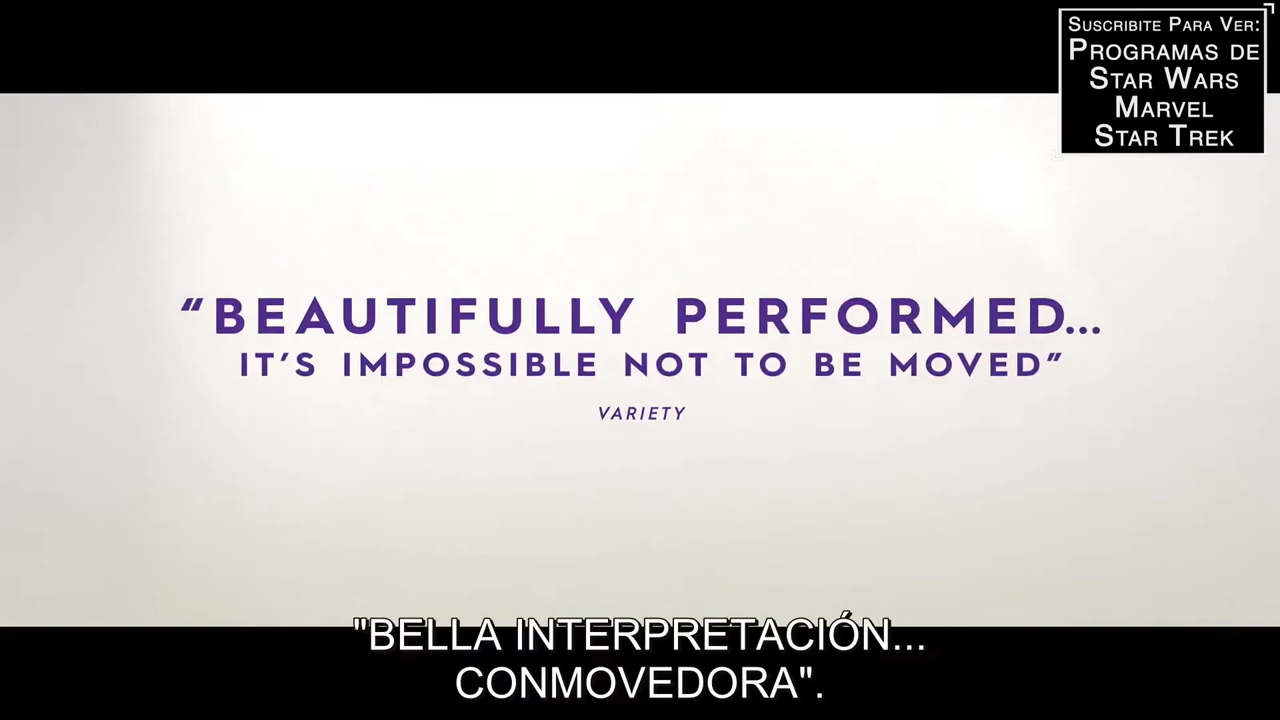 Suscribite Para Ver:
Programas de
Star Wars
Marvel
Star Trek
“BEAUTIFULLY PERFORMED...
IT’S IMPOSSIBLE NOT TO BE MOVED”
VARIETY
"BELLA INTERPRETACIÓN...
CONMOVEDORA".